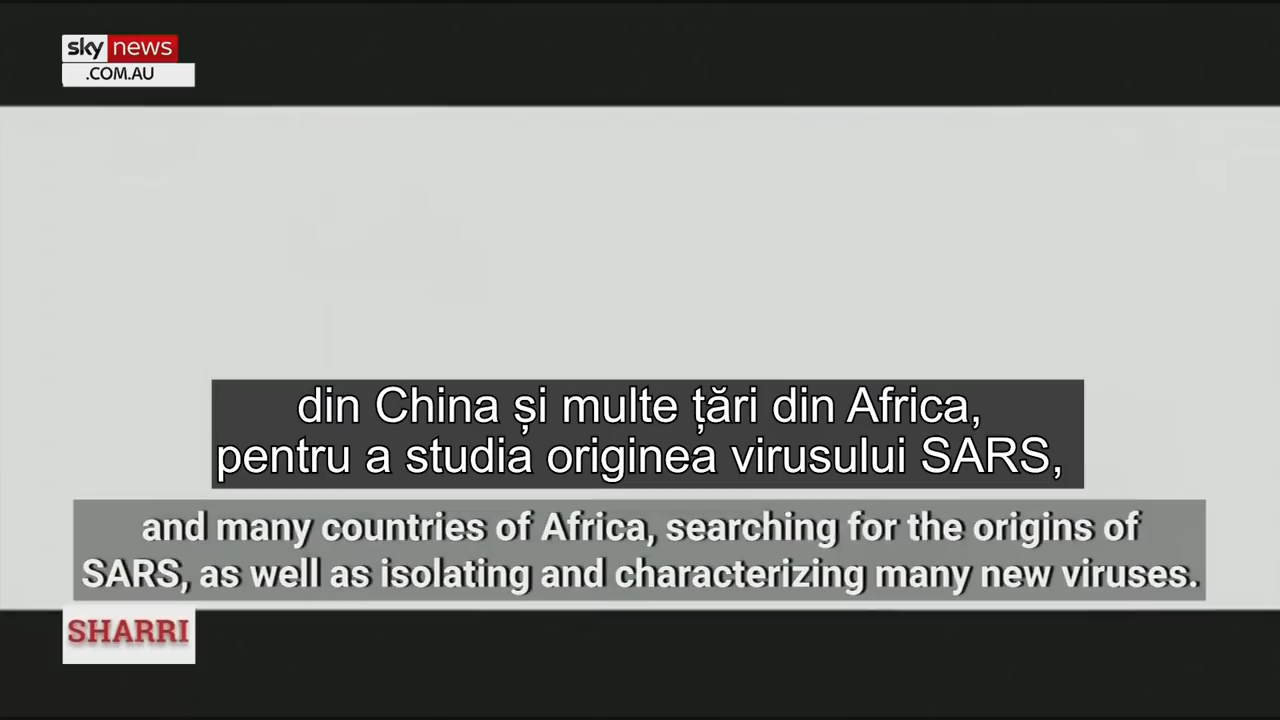 sky news
.COM.AU
din China și multe țări din Africa,
pentru a studia originea virusului SARS,
and many countries of Africa, searching for the origins of
SARS, as well as isolating and characterizing many new viruses.
SHARRI